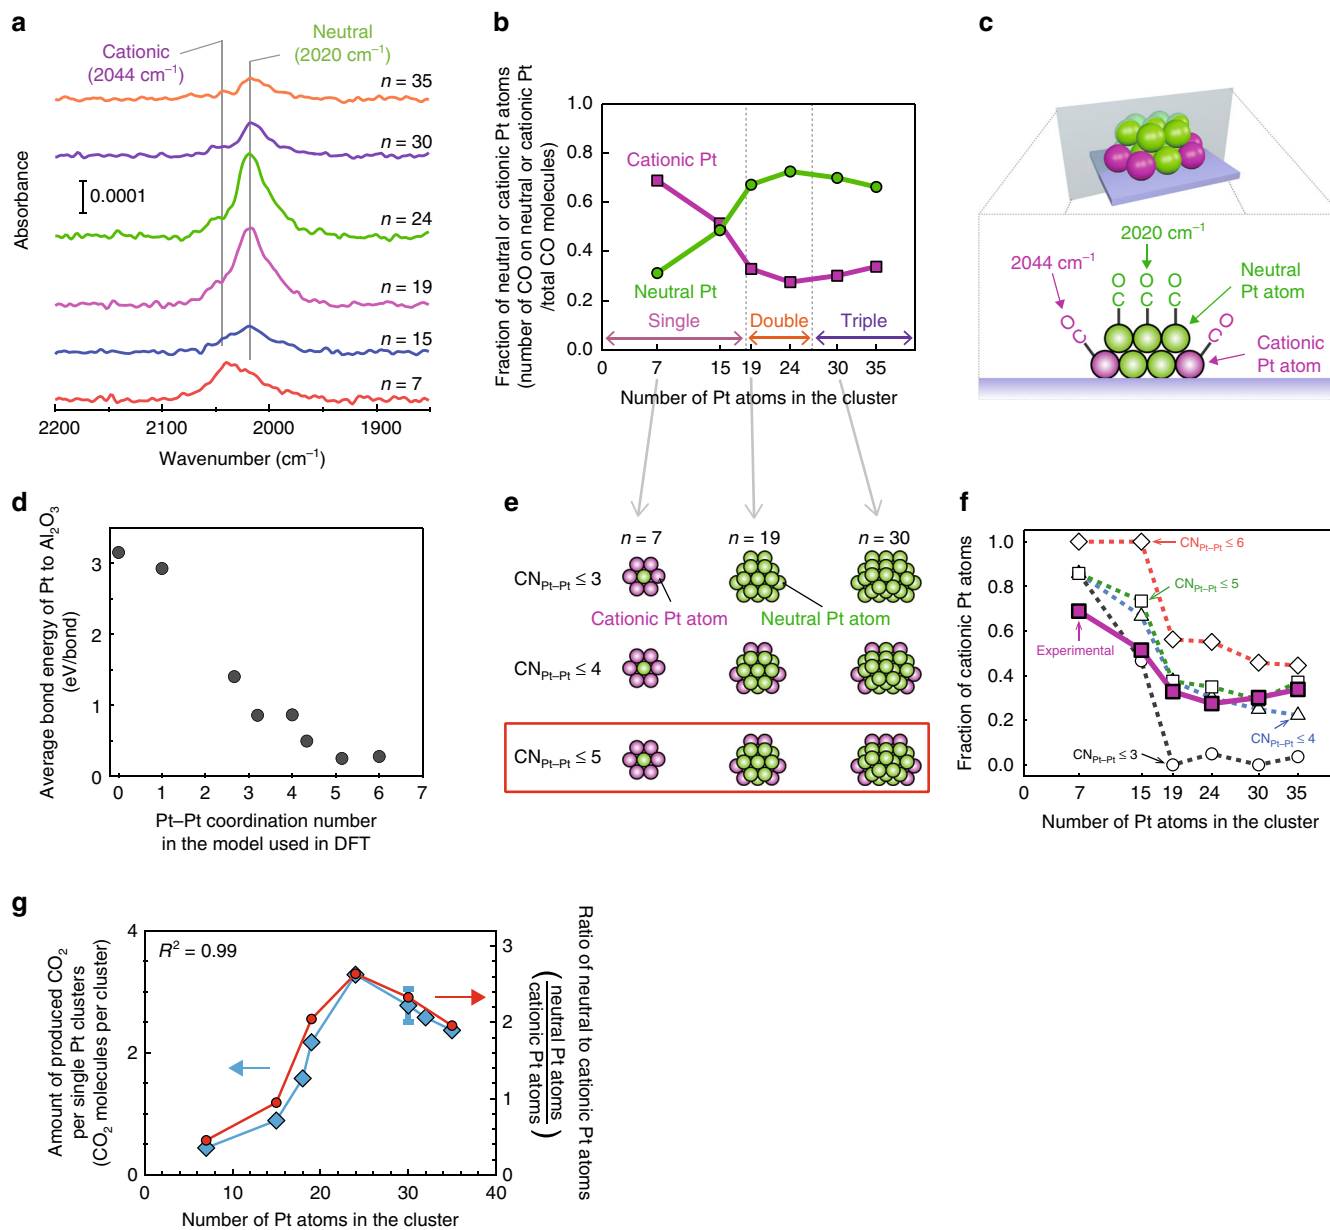 a
Cationic
(2044 cm⁻¹)
Neutral
(2020 cm⁻¹)
n = 35
n = 30
0.0001
n = 24
n = 19
n = 15
n = 7
Absorbance
2200 2100 2000 1900
Wavenumber (cm⁻¹)
b
Fraction of neutral or cationic Pt atoms
(number of CO on neutral or cationic Pt
/total CO molecules)
1.0
0.8
0.6
0.4
0.2
0.0
Cationic Pt
Neutral Pt
Single Double Triple
0 7 15 19 24 30 35
Number of Pt atoms in the cluster
c
2020 cm⁻¹
2044 cm⁻¹
O O O
C C C
O
C
O
C
Neutral
Pt atom
Cationic
Pt atom
d
Average bond energy of Pt to Al₂O₃
(eV/bond)
3
2
1
0
0 1 2 3 4 5 6 7
Pt–Pt coordination number
in the model used in DFT
e
n = 7 n = 19 n = 30
CN_Pt–Pt ≤ 3
Cationic Pt atom Neutral Pt atom
CN_Pt–Pt ≤ 4
CN_Pt–Pt ≤ 5
f
Fraction of cationic Pt atoms
1.0
0.8
0.6
0.4
0.2
0.0
CN_Pt–Pt ≤ 6
CN_Pt–Pt ≤ 5
Experimental
CN_Pt–Pt ≤ 4
CN_Pt–Pt ≤ 3
0 7 15 19 24 30 35
Number of Pt atoms in the cluster
g
R² = 0.99
Amount of produced CO₂
per single Pt clusters
(CO₂ molecules per cluster)
4
2
0
3
2
1
0
Ratio of neutral to cationic Pt atoms
(neutral Pt atoms
cationic Pt atoms)
0 10 20 30 40
Number of Pt atoms in the cluster